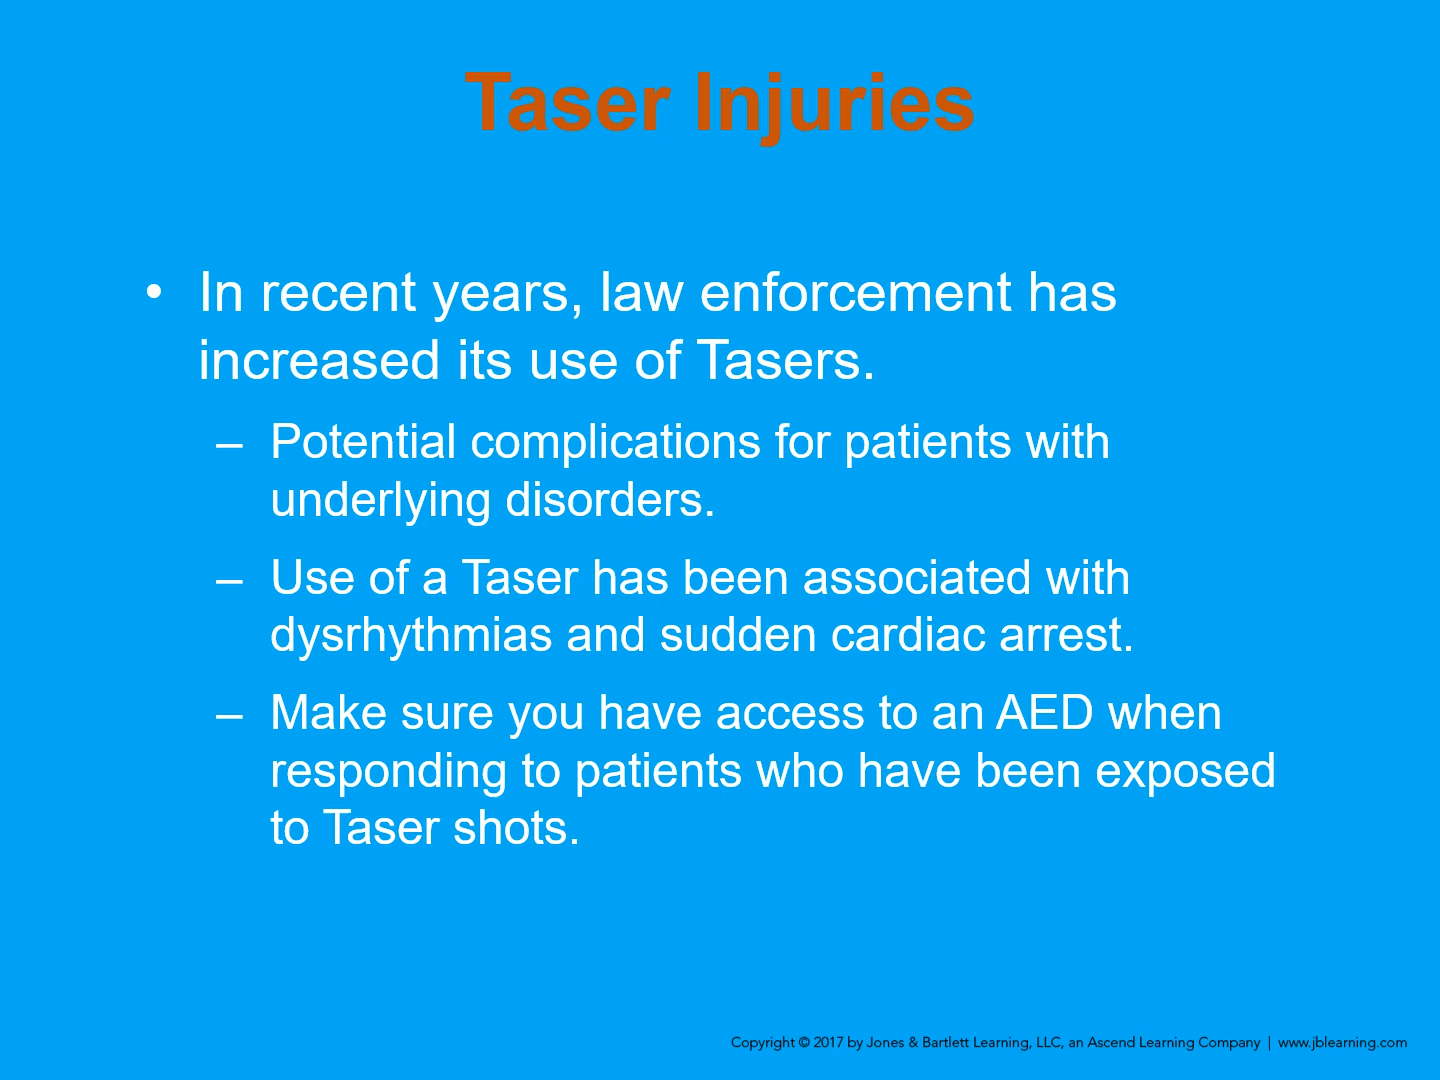 Taser Injuries
• In recent years, law enforcement has
increased its use of Tasers.
– Potential complications for patients with
underlying disorders.
– Use of a Taser has been associated with
dysrhythmias and sudden cardiac arrest.
– Make sure you have access to an AED when
responding to patients who have been exposed
to Taser shots.
Copyright © 2017 by Jones & Bartlett Learning, LLC, an Ascend Learning Company | www.jblearning.com